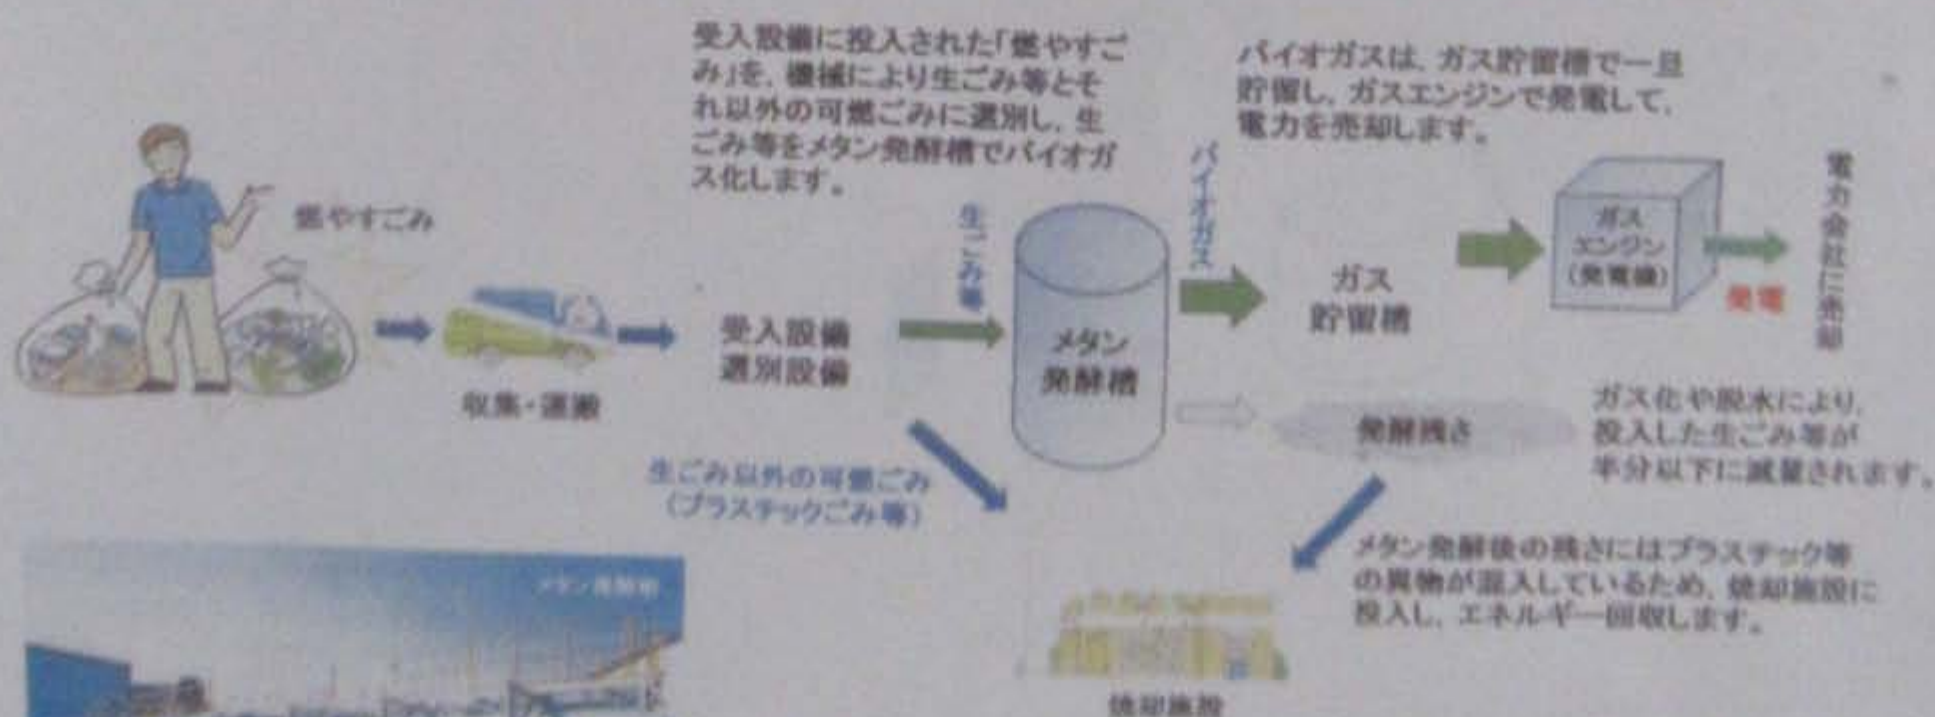 受入設備に投入された「燃やすご
み」を、機械により生ごみ等とそ
れ以外の可燃ごみに選別し、生
ごみ等をメタン発酵槽でバイオガ
ス化します。
バイオガスは、ガス貯留槽で一旦
貯留し、ガスエンジンで発電して、
電力を売却します。
燃やすごみ
収集・運搬
受入設備
選別設備
生ごみ等
メタン
発酵槽
バイオガス
ガス
貯留槽
ガス
エンジン
(発電機)
発電
電力会社に売却
生ごみ以外の可燃ごみ
(プラスチックごみ等)
発酵残さ
ガス化や脱水により、
投入した生ごみ等が
半分以下に減量されます。
メタン発酵後の残さにはプラスチック等
の異物が混入しているため、焼却施設に
投入し、エネルギー回収します。
メタン発酵槽
焼却施設